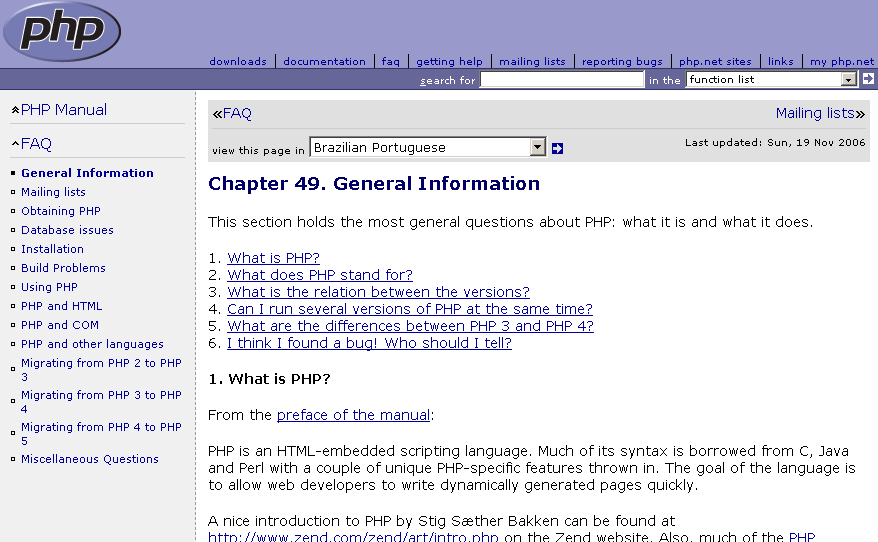 php
downloads documentation faq getting help mailing lists reporting bugs php.net sites links my php.net
search for in the function list
PHP Manual
FAQ
General Information
Mailing lists
Obtaining PHP
Database issues
Installation
Build Problems
Using PHP
PHP and HTML
PHP and COM
PHP and other languages
Migrating from PHP 2 to PHP
3
Migrating from PHP 3 to PHP
4
Migrating from PHP 4 to PHP
5
Miscellaneous Questions
«FAQ Mailing lists»
view this page in Brazilian Portuguese Last updated: Sun, 19 Nov 2006
Chapter 49. General Information
This section holds the most general questions about PHP: what it is and what it does.
1. What is PHP?
2. What does PHP stand for?
3. What is the relation between the versions?
4. Can I run several versions of PHP at the same time?
5. What are the differences between PHP 3 and PHP 4?
6. I think I found a bug! Who should I tell?
1. What is PHP?
From the preface of the manual:
PHP is an HTML-embedded scripting language. Much of its syntax is borrowed from C, Java
and Perl with a couple of unique PHP-specific features thrown in. The goal of the language is
to allow web developers to write dynamically generated pages quickly.
A nice introduction to PHP by Stig Sæther Bakken can be found at
http://www.zend.com/zend/art/intro.php on the Zend website. Also, much of the PHP